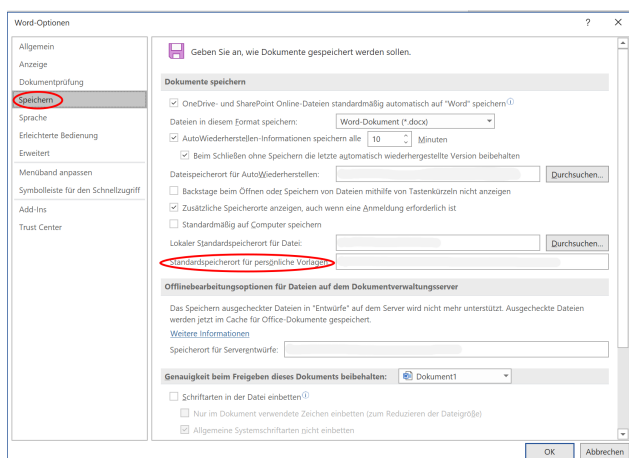 Word-Optionen
? ×
Allgemein
Anzeige
Dokumentprüfung
Speichern
Sprache
Erleichterte Bedienung
Erweitert
Menüband anpassen
Symbolleiste für den Schnellzugriff
Add-Ins
Trust Center
Geben Sie an, wie Dokumente gespeichert werden sollen.
Dokumente speichern
OneDrive- und SharePoint Online-Dateien standardmäßig automatisch auf "Word" speichern
Dateien in diesem Format speichern: Word-Dokument (*.docx)
AutoWiederherstellen-Informationen speichern alle 10 Minuten
Beim Schließen ohne Speichern die letzte automatisch wiederhergestellte Version beibehalten
Dateispeicherort für AutoWiederherstellen: Durchsuchen...
Backstage beim Öffnen oder Speichern von Dateien mithilfe von Tastenkürzeln nicht anzeigen
Zusätzliche Speicherorte anzeigen, auch wenn eine Anmeldung erforderlich ist
Standardmäßig auf Computer speichern
Lokaler Standardspeicherort für Datei: Durchsuchen...
Standardspeicherort für persönliche Vorlagen:
Offlinebearbeitungsoptionen für Dateien auf dem Dokumentverwaltungsserver
Das Speichern ausgecheckter Dateien in "Entwürfe" auf dem Server wird nicht mehr unterstützt. Ausgecheckte Dateien
werden jetzt im Cache für Office-Dokumente gespeichert.
Weitere Informationen
Speicherort für Serverentwürfe:
Genauigkeit beim Freigeben dieses Dokuments beibehalten: Dokument1
Schriftarten in der Datei einbetten
Nur im Dokument verwendete Zeichen einbetten (zum Reduzieren der Dateigröße)
Allgemeine Systemschriftarten nicht einbetten
OK Abbrechen